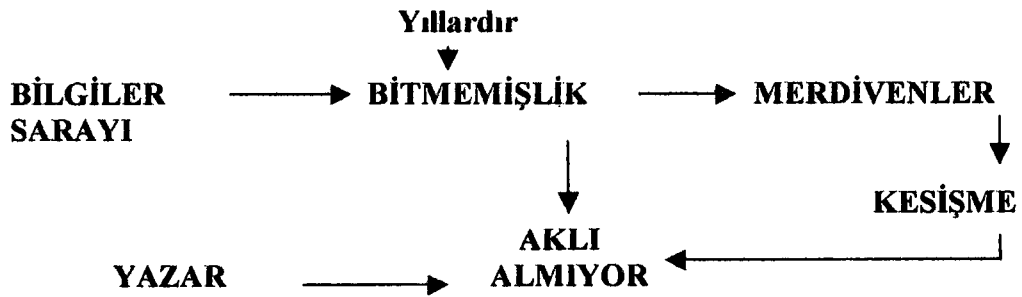 Yıllardır
BİLGİLER
SARAYI
BİTMEMİŞLİK
MERDİVENLER
KESİŞME
AKLI
ALMIYOR
YAZAR